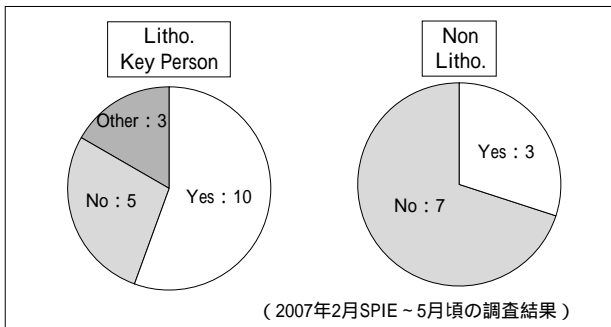 Litho.
Key Person
Other：3
No：5
Yes：10
Non
Litho.
Yes：3
No：7
（2007年2月SPIE～5月頃の調査結果）